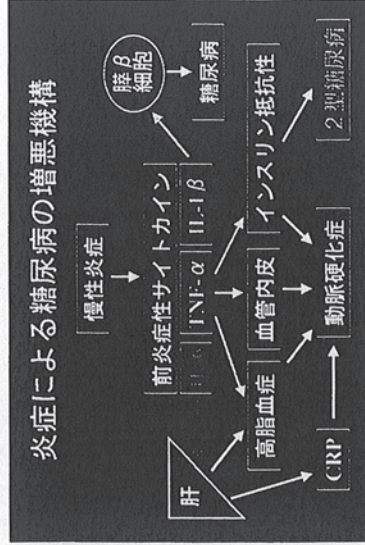 炎症による糖尿病の増悪機構
慢性炎症
前炎症性サイトカイン
TNF-α
IL-1β
膵β
細胞
糖尿病
肝
高脂血症
血管内皮
インスリン抵抗性
CRP
動脈硬化症
2型糖尿病